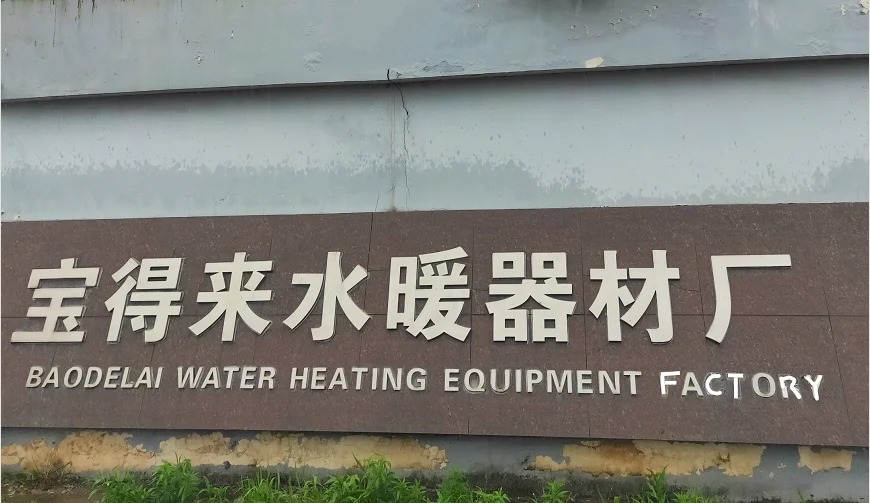 宝得来水暖器材厂
BAODELAI WATER HEATING EQUIPMENT FACTORY